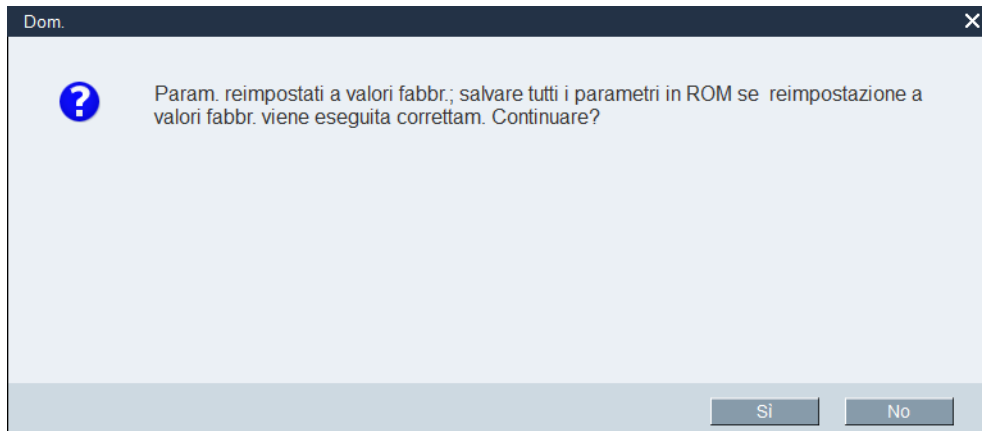 Dom.
Param. reimpostati a valori fabbr.; salvare tutti i parametri in ROM se  reimpostazione a
valori fabbr. viene eseguita correttam. Continuare?
Sì
No